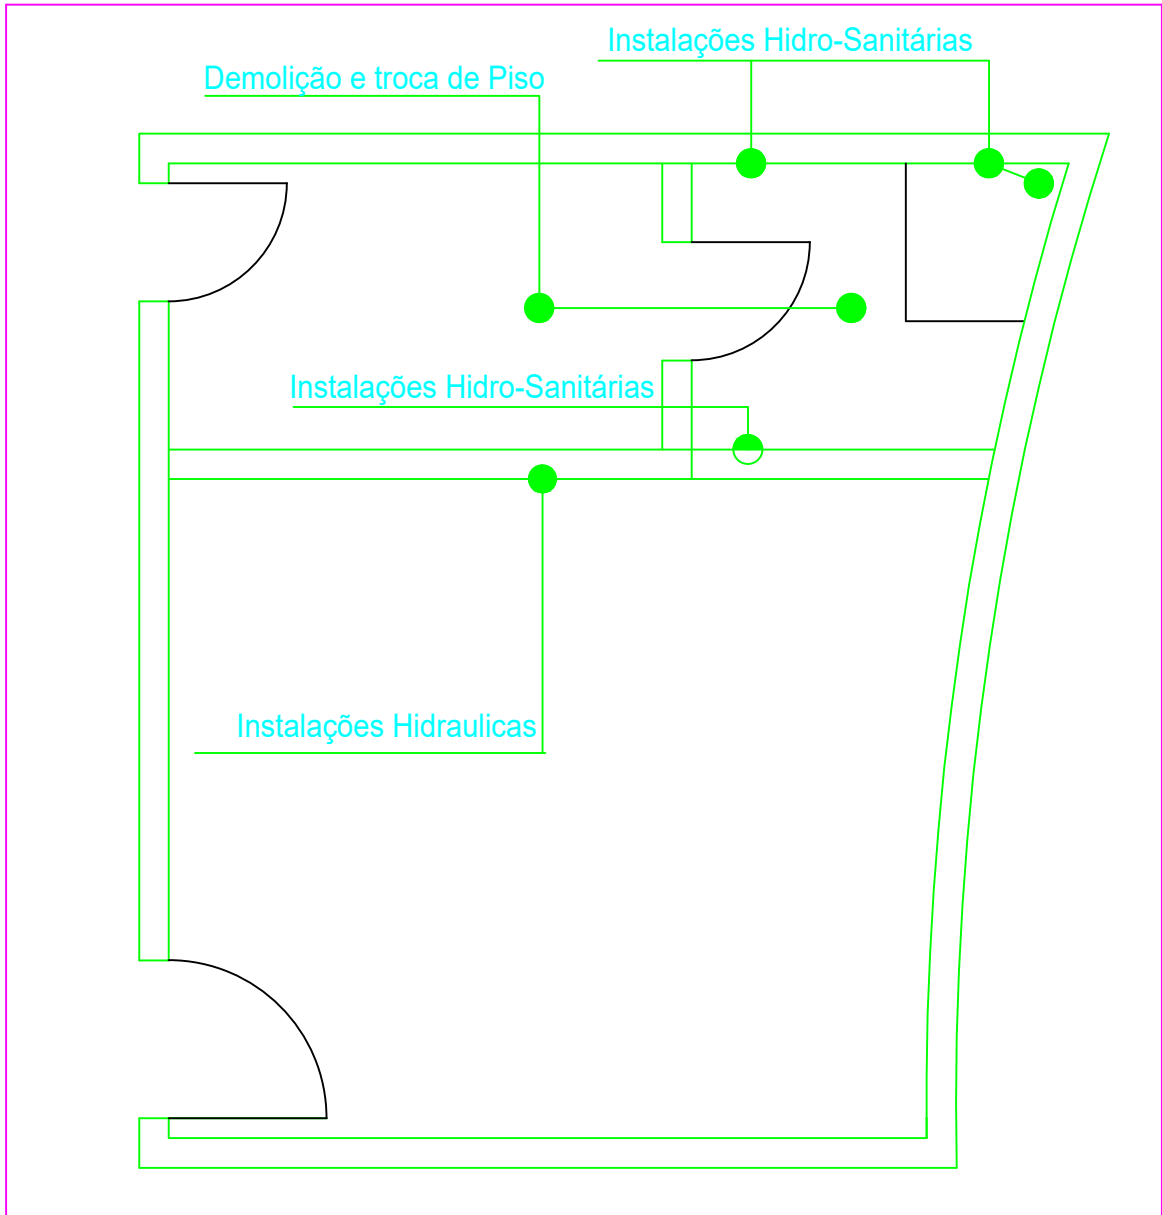 Instalações Hidro-Sanitárias
Demolição e troca de Piso
Instalações Hidro-Sanitárias
Instalações Hidraulicas